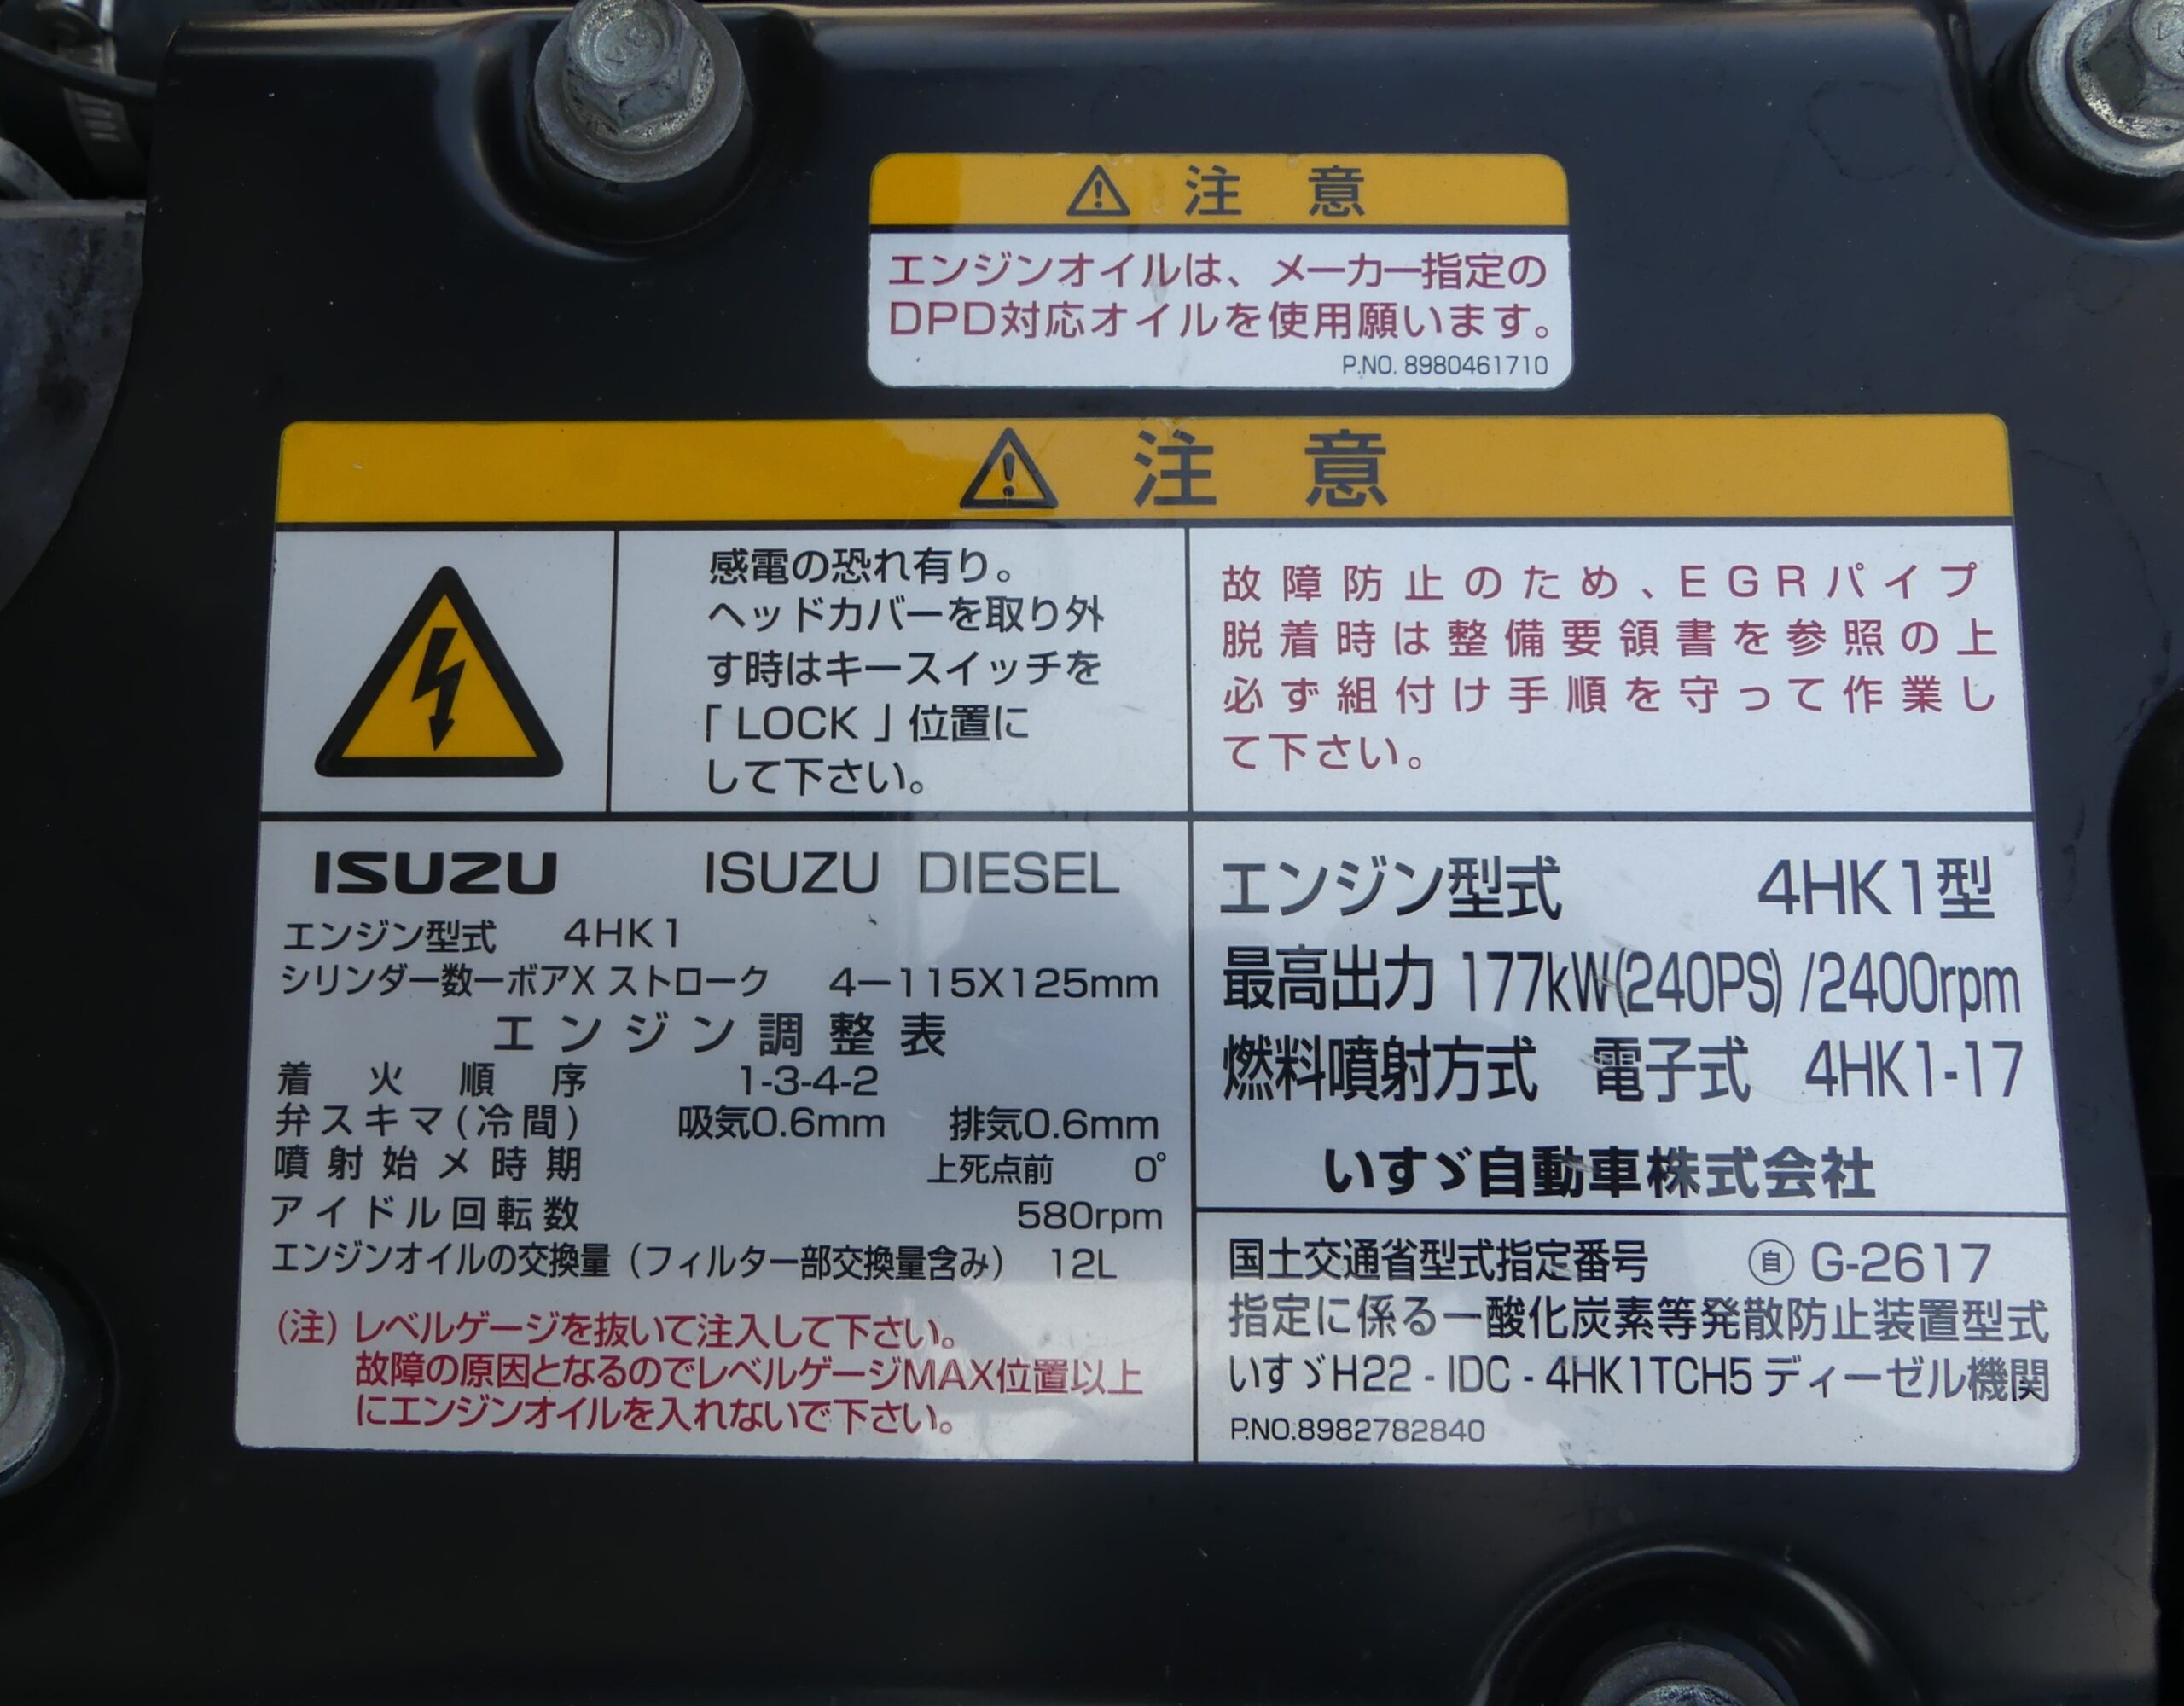 注意
エンジンオイルは、メーカー指定の
DPD対応オイルを使用願います。
P.NO. 8980461710
注意
感電の恐れ有り。
ヘッドカバーを取り外
す時はキースイッチを
「LOCK」位置に
して下さい。
故障防止のため、EGRパイプ
脱着時は整備要領書を参照の上
必ず組付け手順を守って作業し
て下さい。
ISUZU ISUZU DIESEL
エンジン型式 4HK1
シリンダー数ーボアX ストローク 4ー115X125mm
エンジン調整表
着火順序 1-3-4-2
弁スキマ(冷間) 吸気0.6mm 排気0.6mm
噴射始メ時期 上死点前 0°
アイドル回転数 580rpm
エンジンオイルの交換量(フィルター部交換量含み) 12L
(注) レベルゲージを抜いて注入して下さい。
故障の原因となるのでレベルゲージMAX位置以上
にエンジンオイルを入れないで下さい。
エンジン型式 4HK1型
最高出力 177kW(240PS) /2400rpm
燃料噴射方式 電子式 4HK1-17
いすゞ自動車株式会社
国土交通省型式指定番号 ㊀自 G-2617
指定に係る一酸化炭素等発散防止装置型式
いすゞH22 - IDC - 4HK1TCH5 ディーゼル機関
P.NO.8982782840